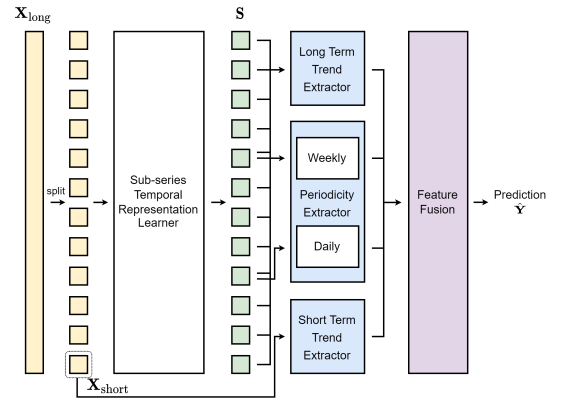 X_long
S
split
Sub-series
Temporal
Representation
Learner
Long Term
Trend
Extractor
Weekly
Periodicity
Extractor
Daily
Short Term
Trend
Extractor
Feature
Fusion
Prediction
Ŷ
X_short